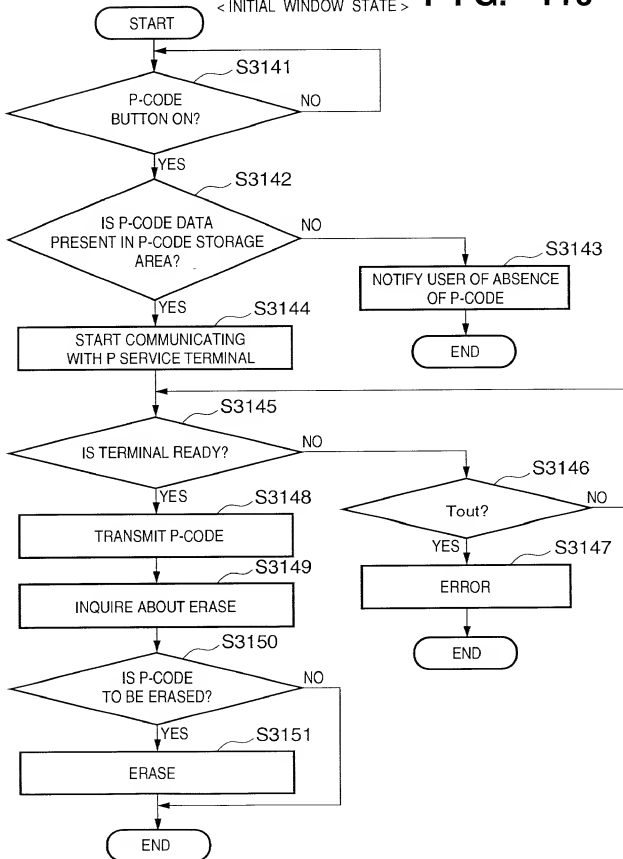 < INITIAL WINDOW STATE >
START
S3141
P-CODE
BUTTON ON?
NO
YES
S3142
IS P-CODE DATA
PRESENT IN P-CODE STORAGE
AREA?
NO
S3143
NOTIFY USER OF ABSENCE
OF P-CODE
END
YES
S3144
START COMMUNICATING
WITH P SERVICE TERMINAL
S3145
IS TERMINAL READY?
NO
S3146
Tout?
NO
YES
S3147
ERROR
END
YES
S3148
TRANSMIT P-CODE
S3149
INQUIRE ABOUT ERASE
S3150
IS P-CODE
TO BE ERASED?
NO
YES
S3151
ERASE
END